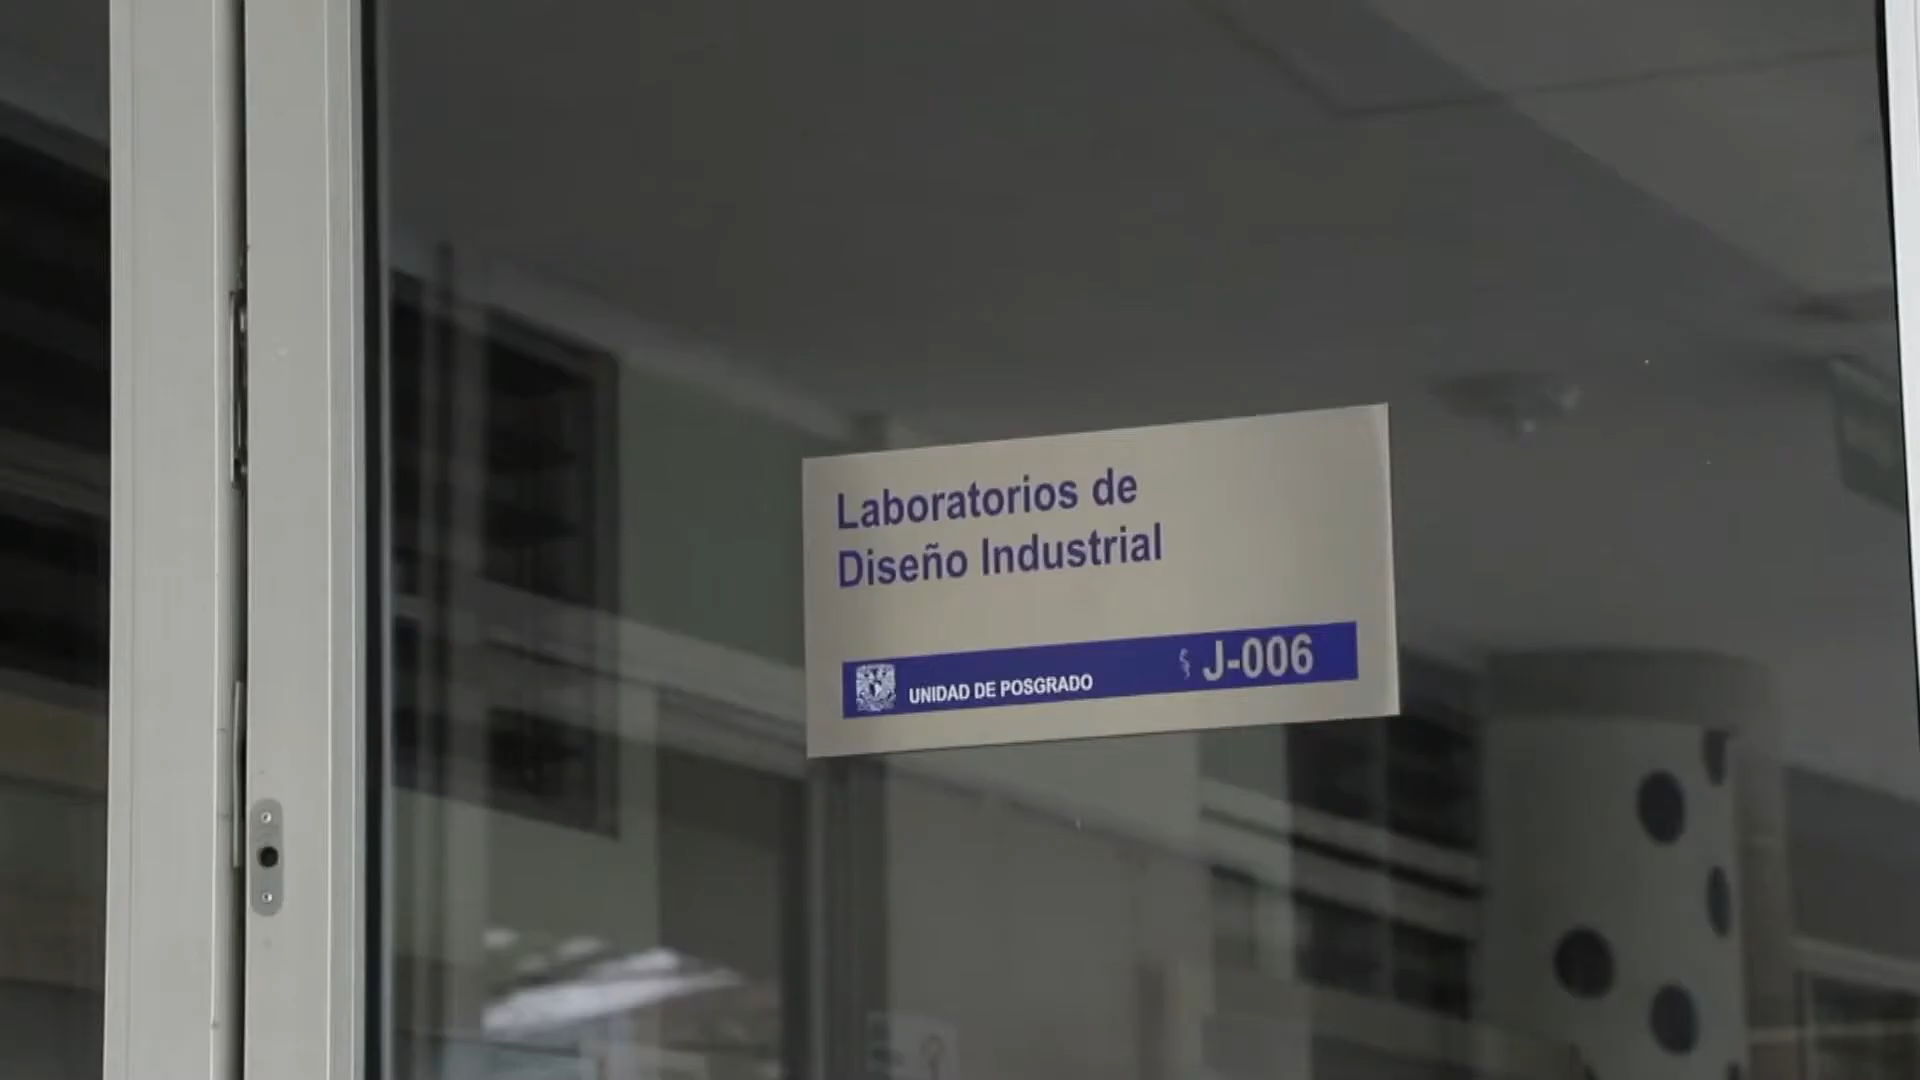 Laboratorios de
Diseño Industrial
UNIDAD DE POSGRADO
J-006